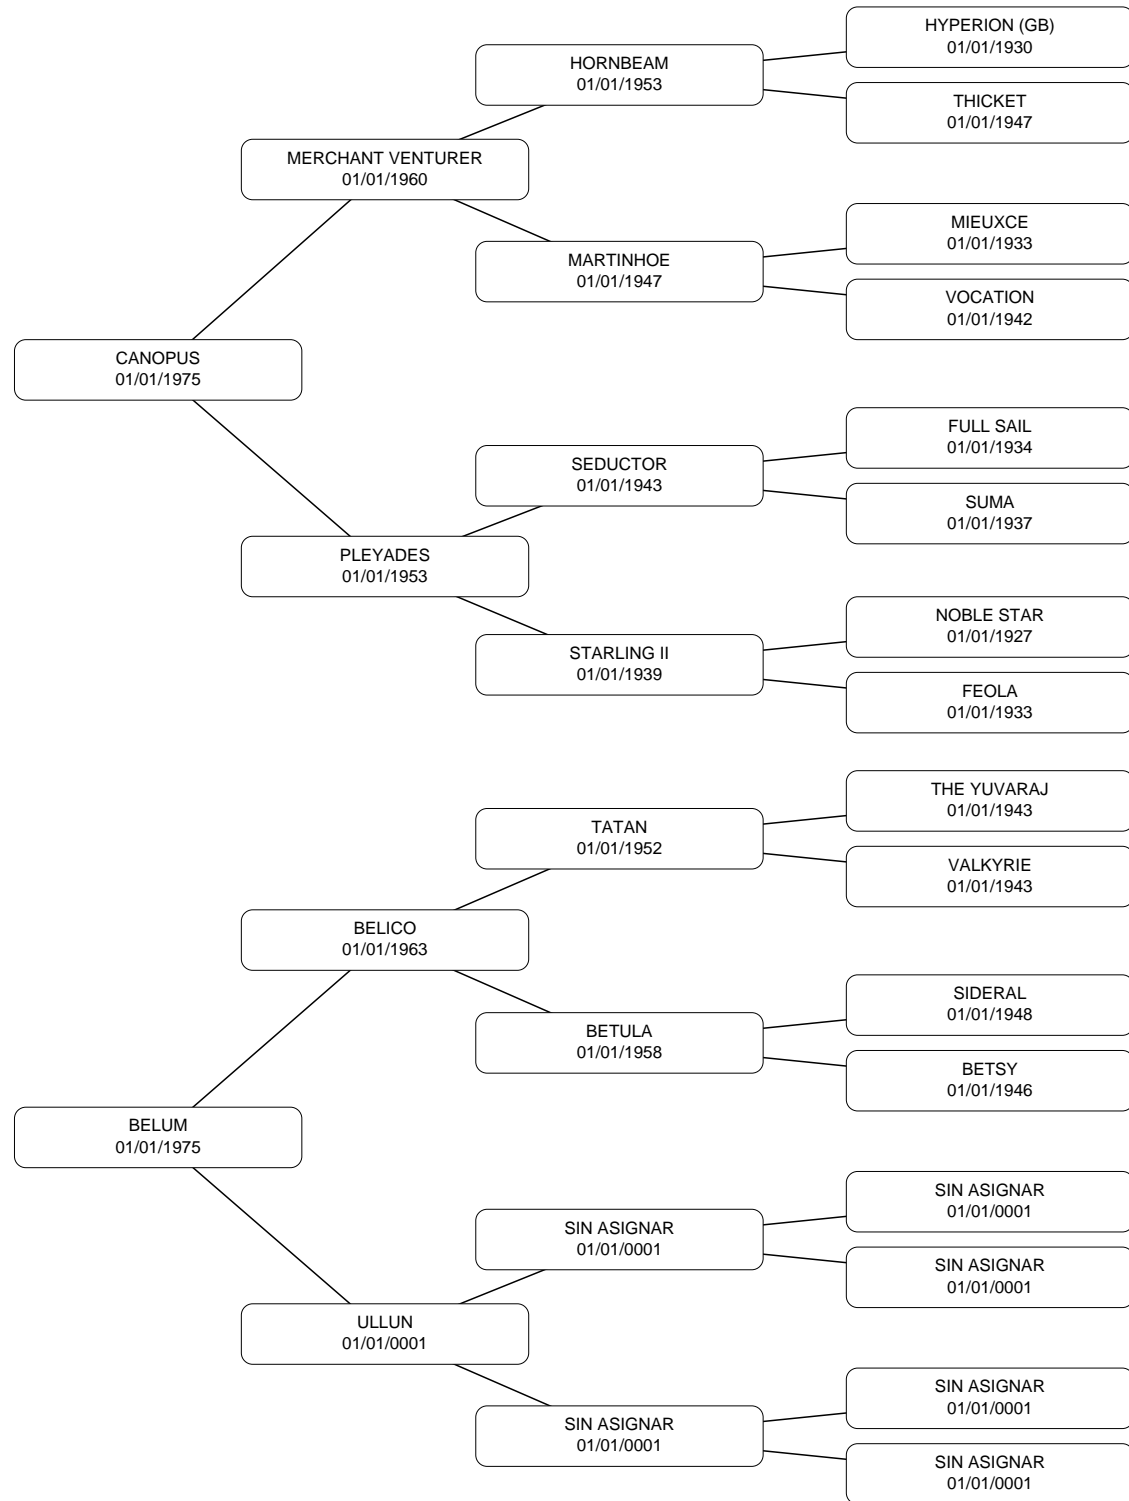 HYPERION (GB)
01/01/1930
HORNBEAM
01/01/1953
THICKET
01/01/1947
MERCHANT VENTURER
01/01/1960
MIEUXCE
01/01/1933
MARTINHOE
01/01/1947
VOCATION
01/01/1942
CANOPUS
01/01/1975
FULL SAIL
01/01/1934
SEDUCTOR
01/01/1943
SUMA
01/01/1937
PLEYADES
01/01/1953
NOBLE STAR
01/01/1927
STARLING II
01/01/1939
FEOLA
01/01/1933
THE YUVARAJ
01/01/1943
TATAN
01/01/1952
VALKYRIE
01/01/1943
BELICO
01/01/1963
SIDERAL
01/01/1948
BETULA
01/01/1958
BETSY
01/01/1946
BELUM
01/01/1975
SIN ASIGNAR
01/01/0001
SIN ASIGNAR
01/01/0001
SIN ASIGNAR
01/01/0001
ULLUN
01/01/0001
SIN ASIGNAR
01/01/0001
SIN ASIGNAR
01/01/0001
SIN ASIGNAR
01/01/0001